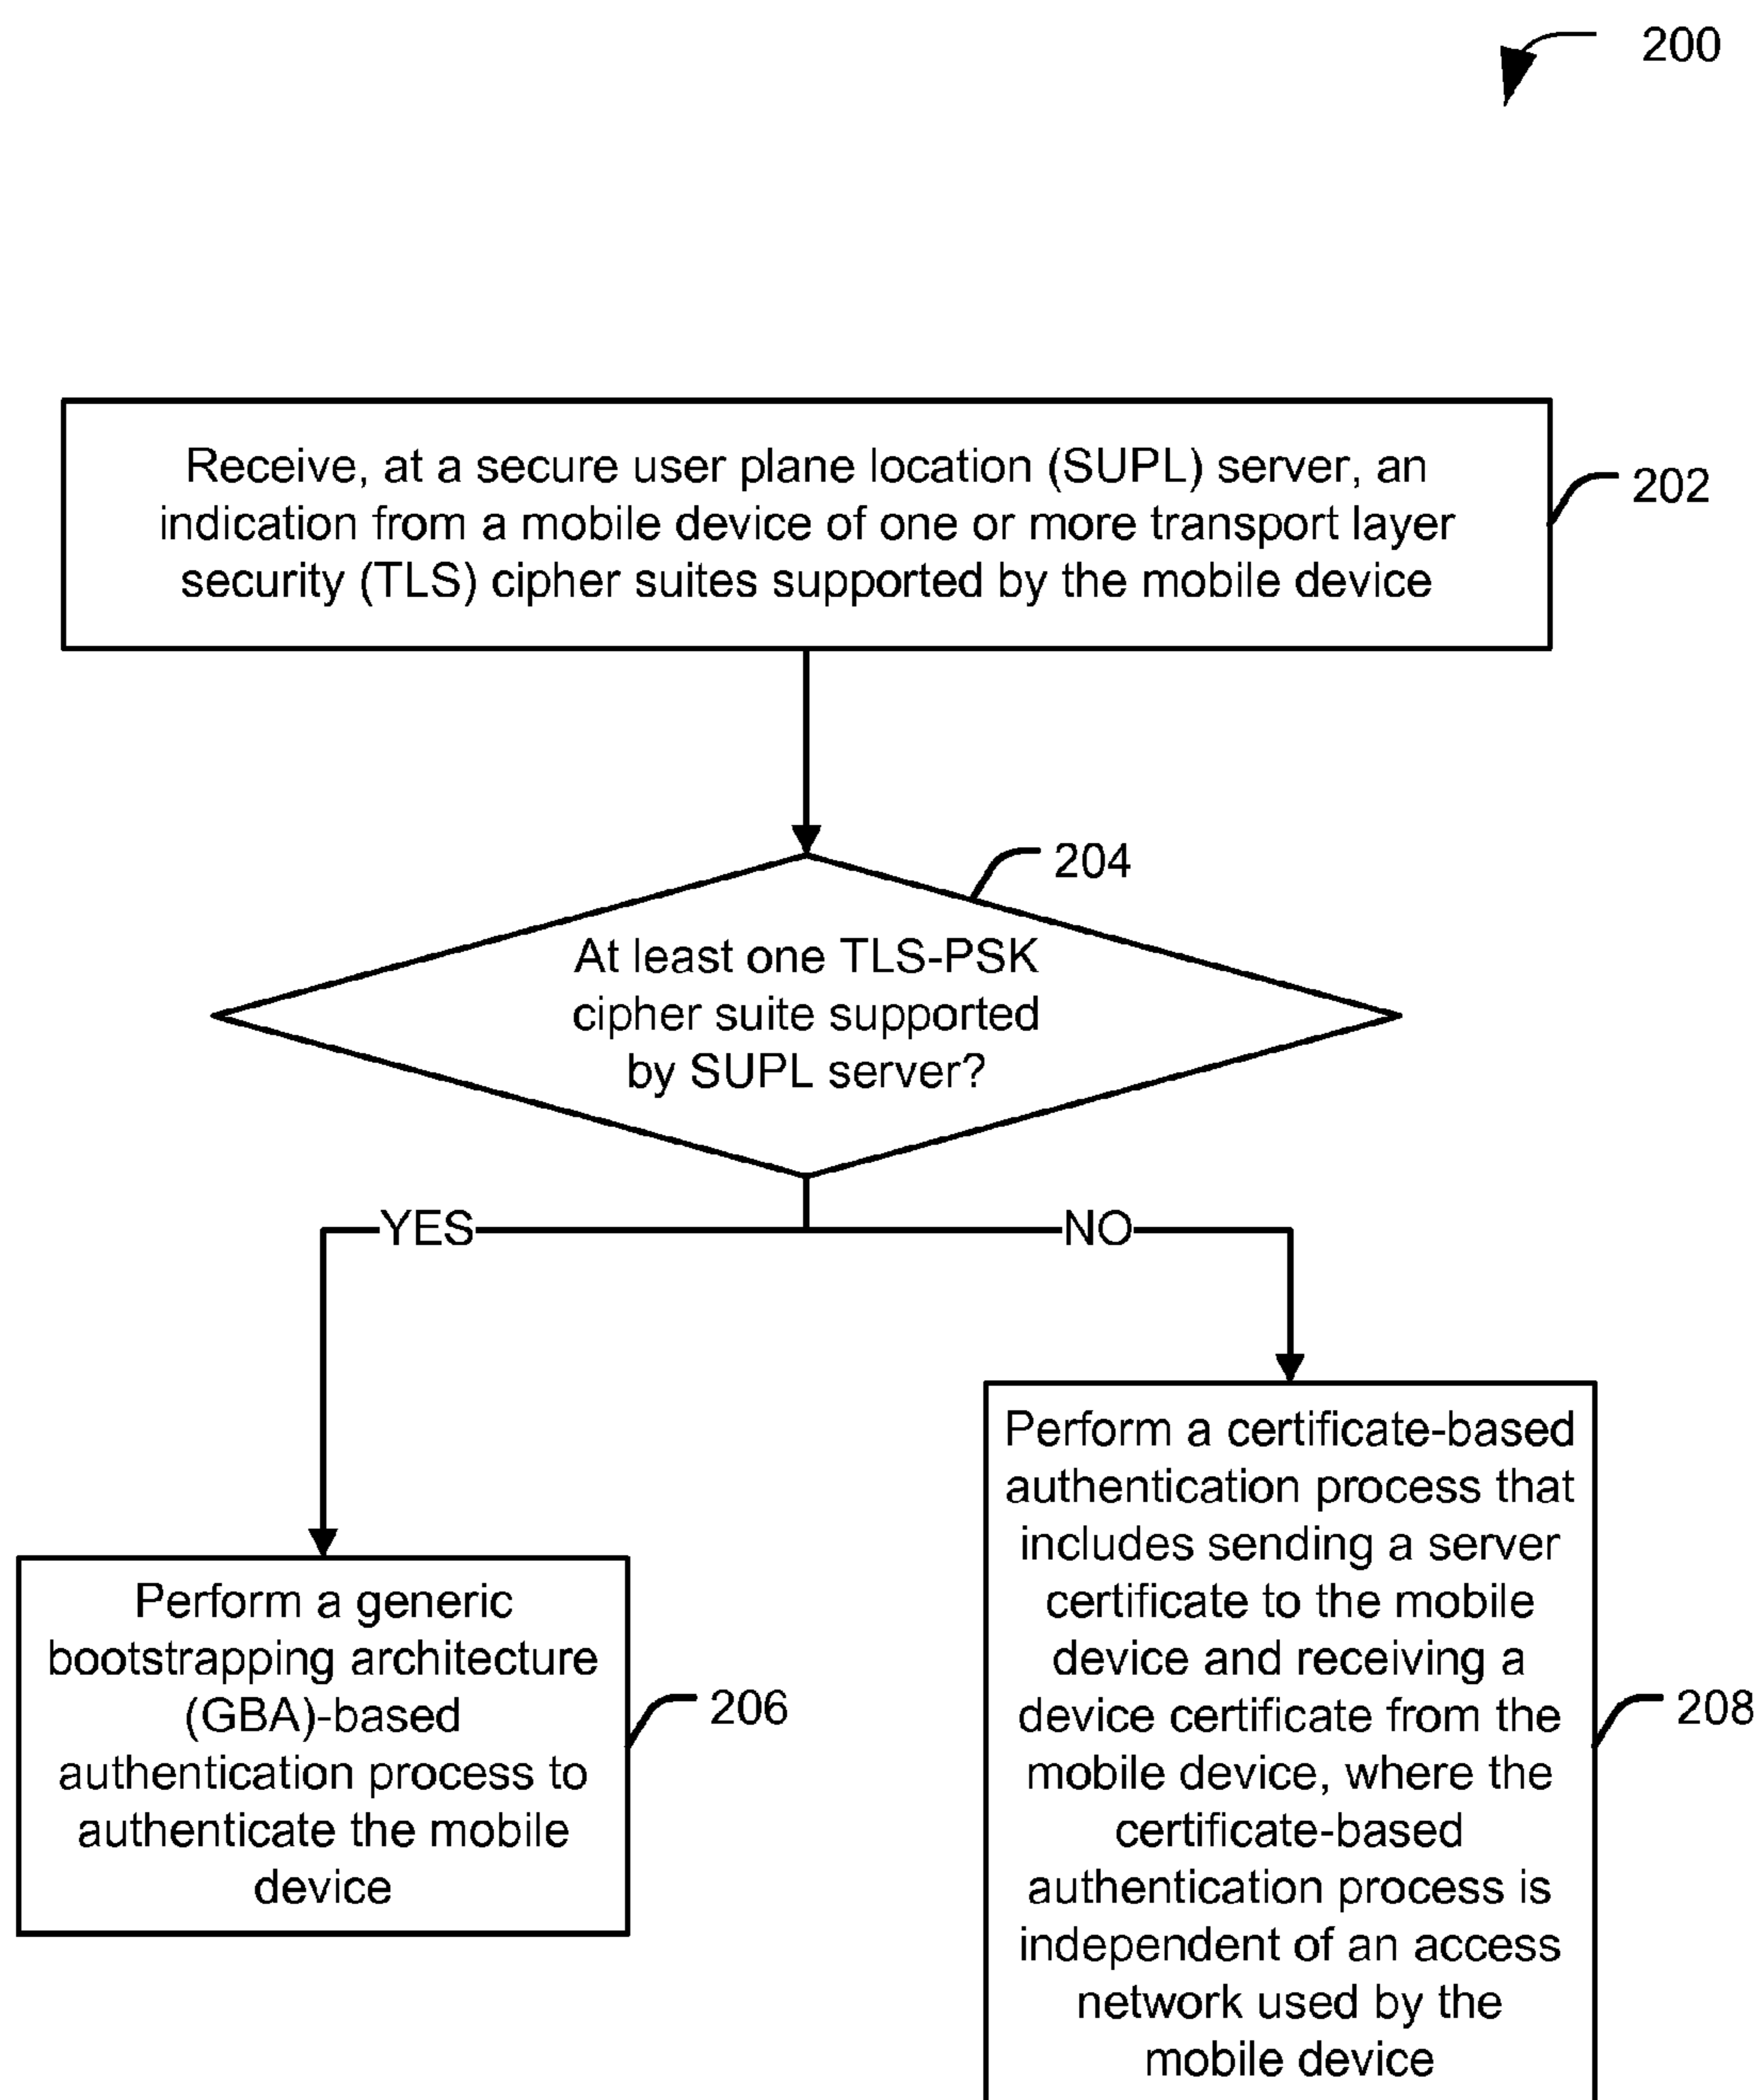 200
Receive, at a secure user plane location (SUPL) server, an
indication from a mobile device of one or more transport layer
security (TLS) cipher suites supported by the mobile device
202
204
At least one TLS-PSK
cipher suite supported
by SUPL server?
YES
NO
Perform a generic
bootstrapping architecture
(GBA)-based
authentication process to
authenticate the mobile
device
206
Perform a certificate-based
authentication process that
includes sending a server
certificate to the mobile
device and receiving a
device certificate from the
mobile device, where the
certificate-based
authentication process is
independent of an access
network used by the
mobile device
208